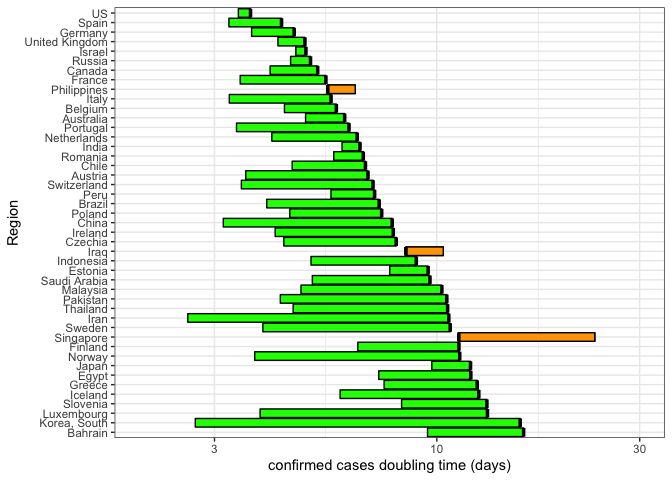 US
Spain
Germany
United Kingdom
Israel
Russia
Canada
France
Philippines
Italy
Belgium
Australia
Portugal
Netherlands
India
Romania
Chile
Austria
Switzerland
Peru
Brazil
Poland
China
Ireland
Czechia
Iraq
Indonesia
Estonia
Saudi Arabia
Malaysia
Pakistan
Thailand
Iran
Sweden
Singapore
Finland
Norway
Japan
Egypt
Greece
Iceland
Slovenia
Luxembourg
Korea, South
Bahrain
Region
3 10 30
confirmed cases doubling time (days)